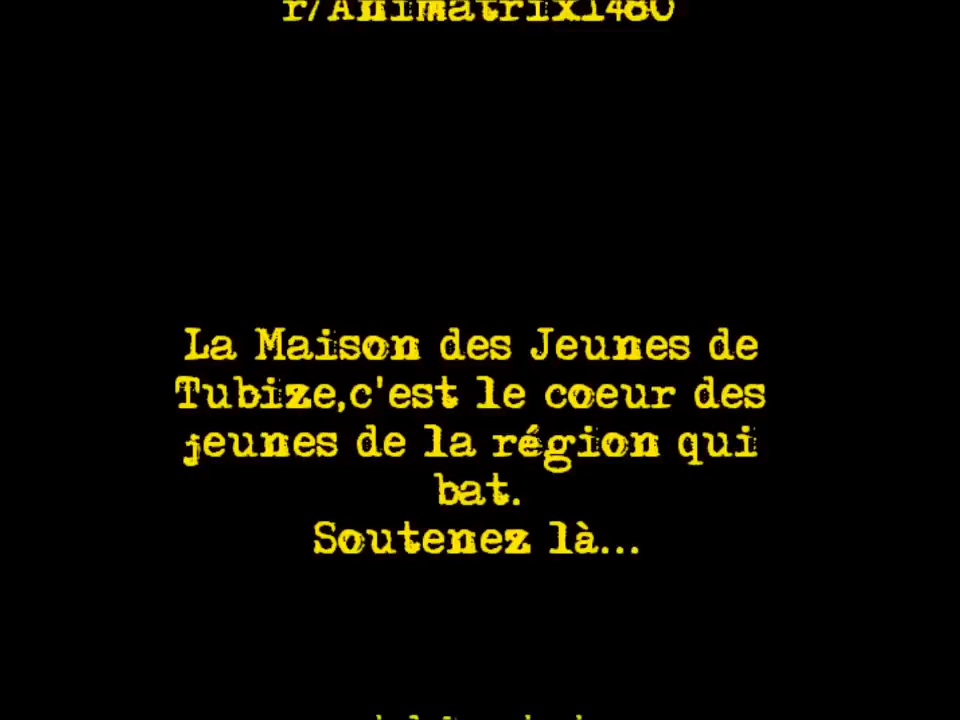 r/Animatrix1480
La Maison des Jeunes de
Tubize,c'est le coeur des
jeunes de la région qui
bat.
Soutenez là...